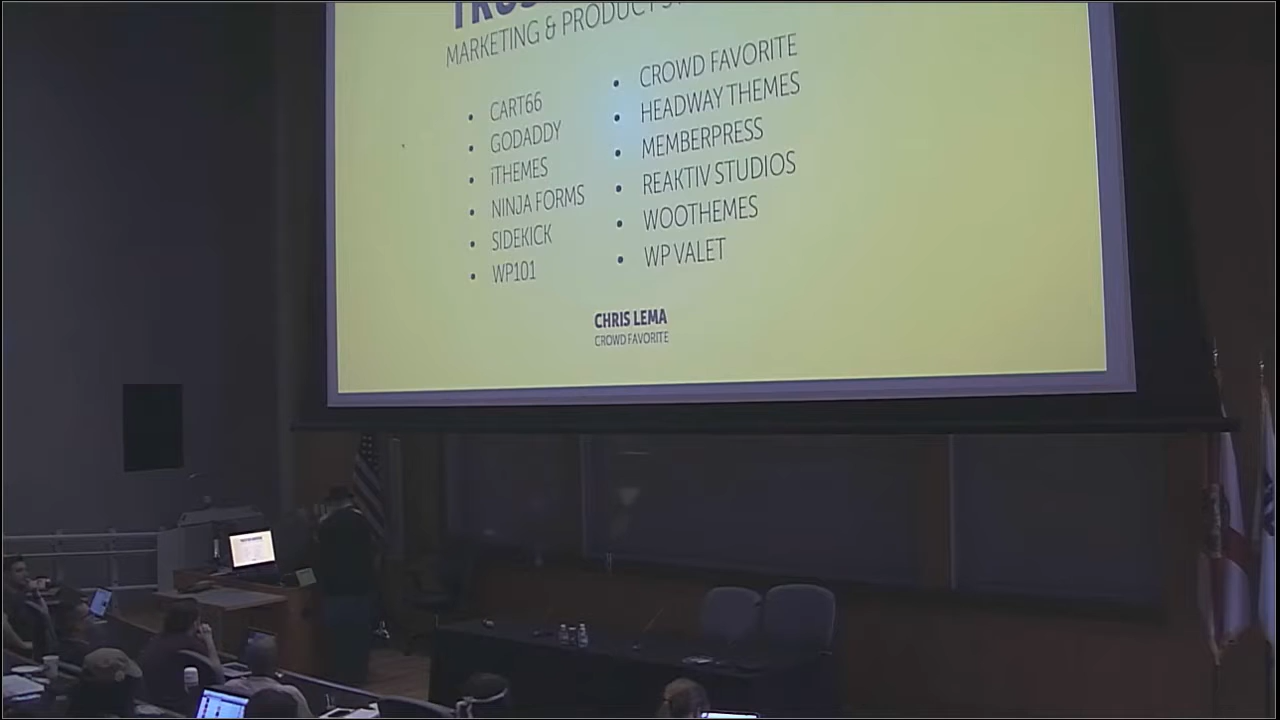 MARKETING & PRODUCT
CART66
GODADDY
iTHEMES
NINJA FORMS
SIDEKICK
WP101
CROWD FAVORITE
HEADWAY THEMES
MEMBERPRESS
REAKTIV STUDIOS
WOOTHEMES
WP VALET
CHRIS LEMA
CROWD FAVORITE